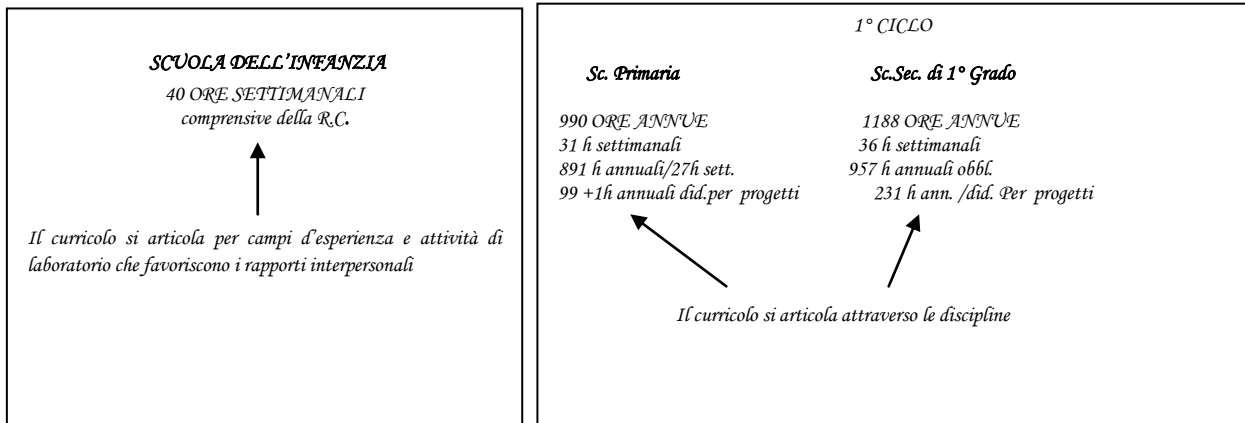 SCUOLA DELL'INFANZIA
40 ORE SETTIMANALI
comprensive della R.C.
Il curricolo si articola per campi d'esperienza e attività di
laboratorio che favoriscono i rapporti interpersonali
1° CICLO
Sc. Primaria
990 ORE ANNUE
31 h settimanali
891 h annuali/27h sett.
99 +1h annuali did.per progetti
Sc.Sec. di 1° Grado
1188 ORE ANNUE
36 h settimanali
957 h annuali obbl.
231 h ann. /did. Per progetti
Il curricolo si articola attraverso le discipline